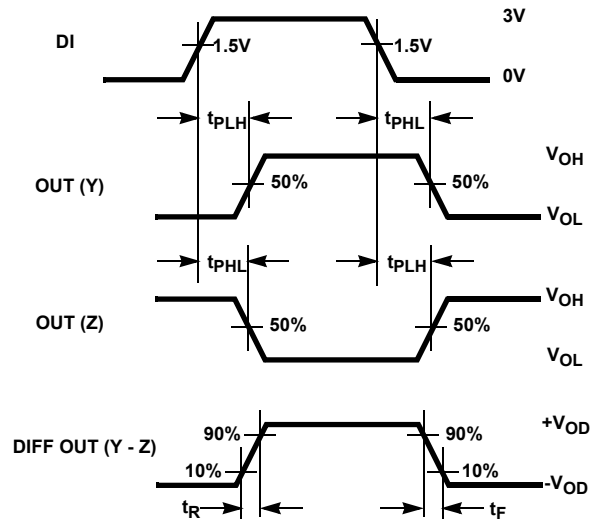 3V
DI
1.5V
1.5V
0V
tPLH
tPHL
VOH
OUT (Y)
50%
50%
VOL
tPHL
tPLH
VOH
OUT (Z)
50%
50%
VOL
+VOD
DIFF OUT (Y - Z)
90%
90%
10%
10%
-VOD
tR
tF